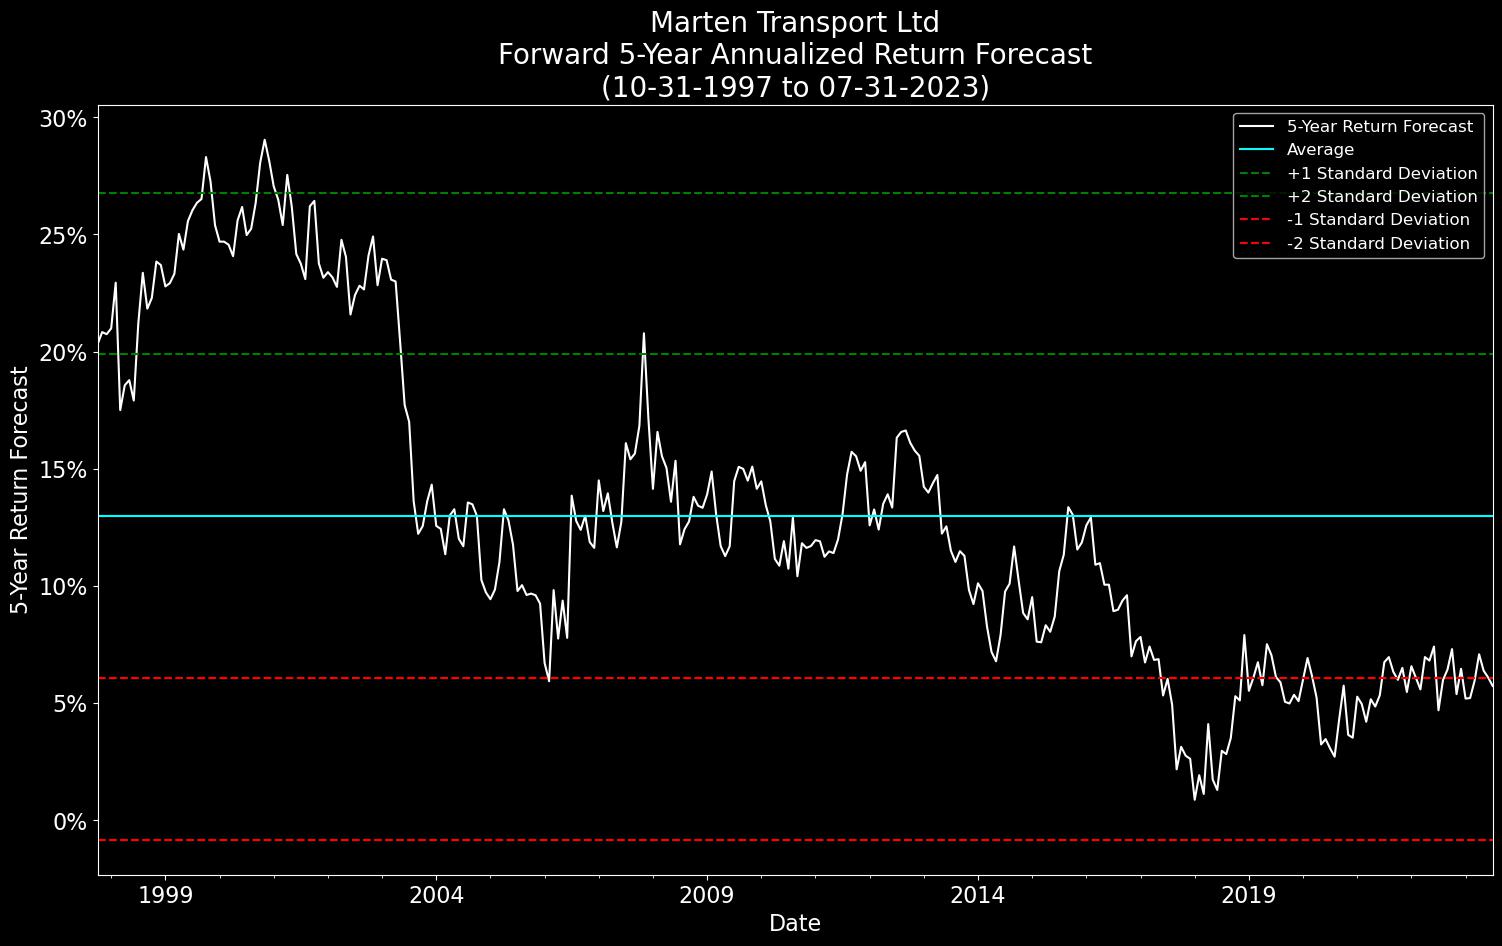 Marten Transport Ltd
Forward 5-Year Annualized Return Forecast
(10-31-1997 to 07-31-2023)
5-Year Return Forecast
30%
25%
20%
15%
10%
5%
0%
5-Year Return Forecast
Average
+1 Standard Deviation
+2 Standard Deviation
-1 Standard Deviation
-2 Standard Deviation
1999
2004
2009
2014
2019
Date